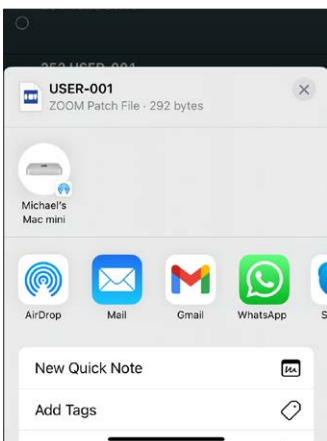 USER-001
ZOOM Patch File · 292 bytes
Michael's
Mac mini
AirDrop
Mail
Gmail
WhatsApp
New Quick Note
Add Tags